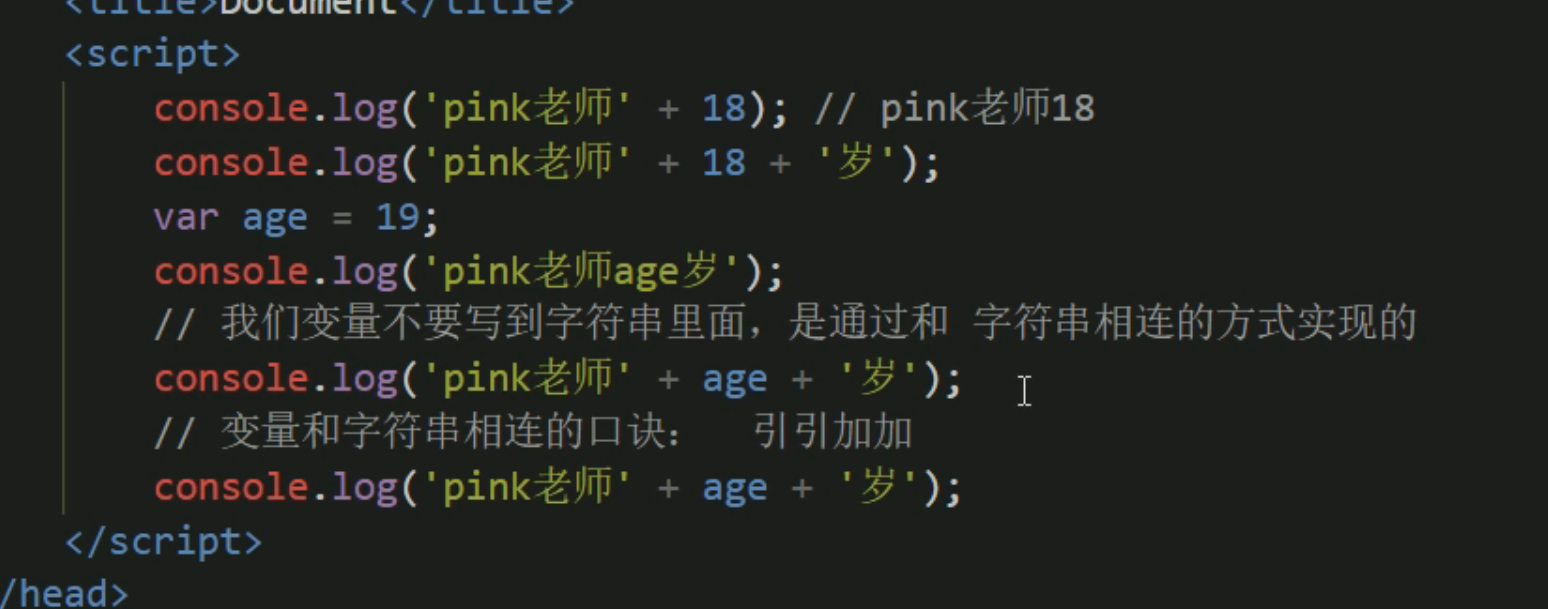 <title>Document</title>
<script>
console.log('pink老师' + 18); // pink老师18
console.log('pink老师' + 18 + '岁');
var age = 19;
console.log('pink老师age岁');
// 我们变量不要写到字符串里面，是通过和 字符串相连的方式实现的
console.log('pink老师' + age + '岁');
// 变量和字符串相连的口诀：  引引加加
console.log('pink老师' + age + '岁');
</script>
/head>